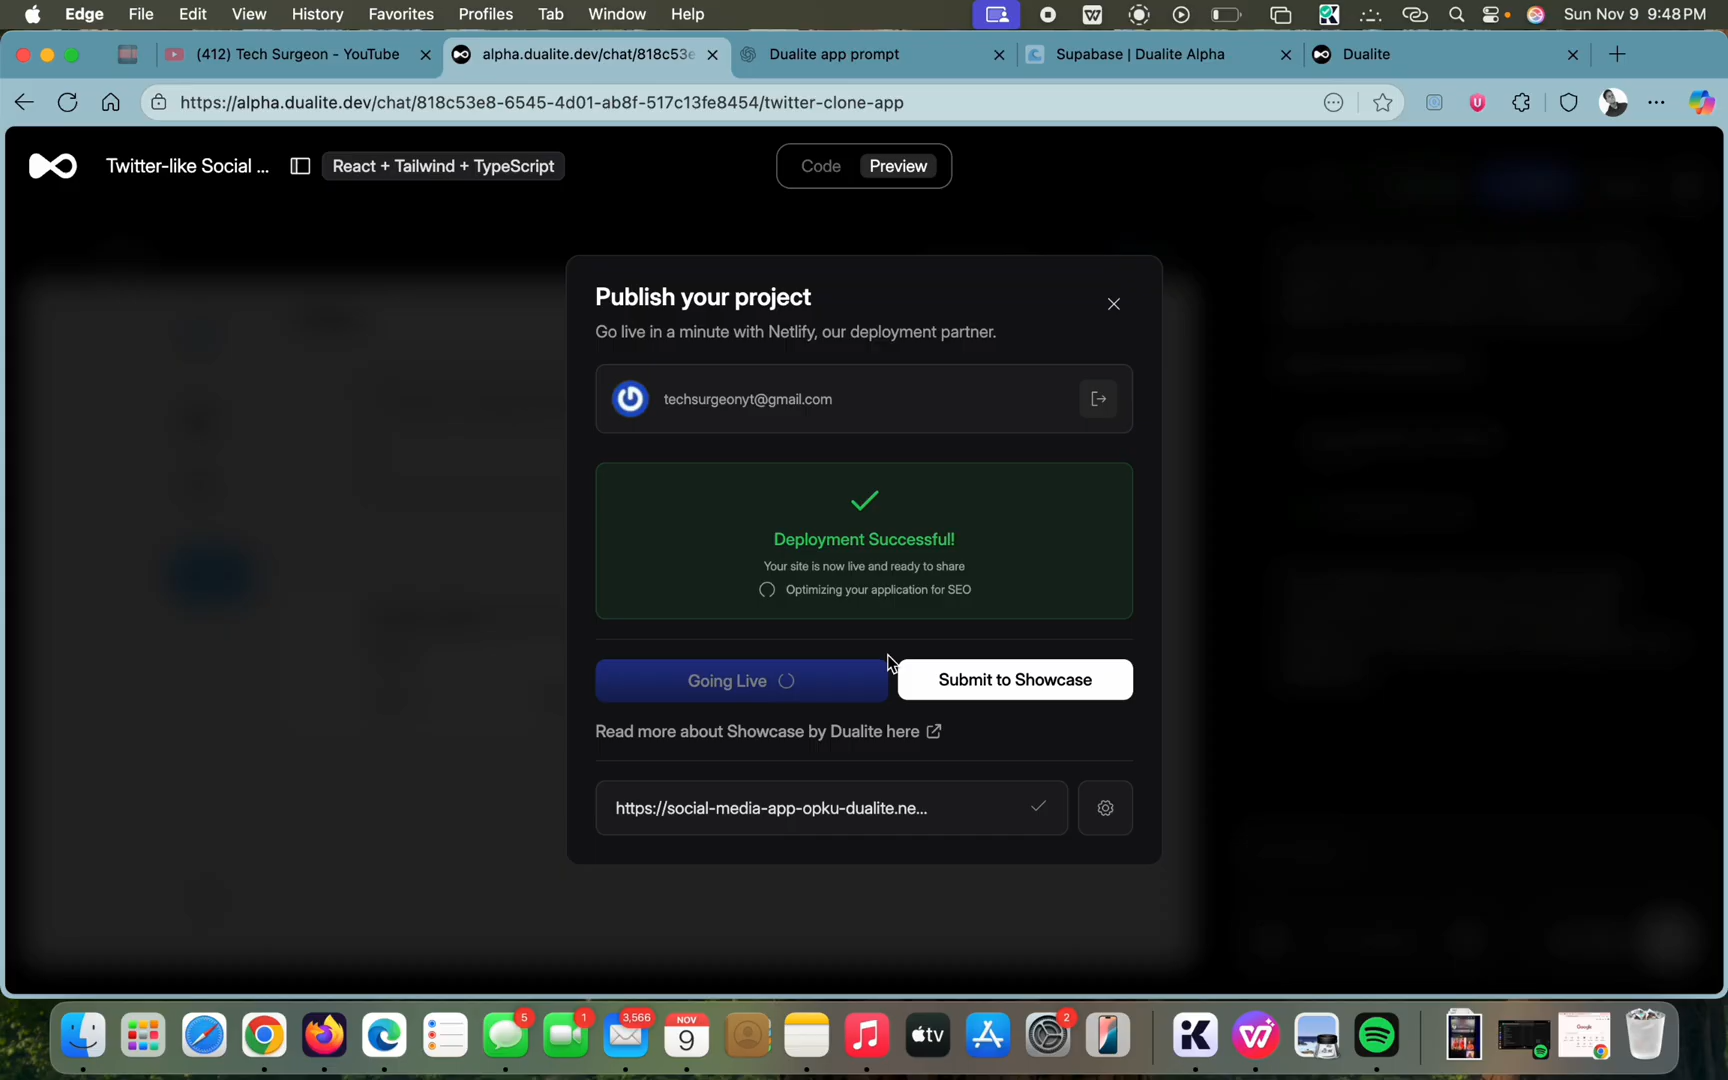 Edge File Edit View History Favorites Profiles Tab Window Help Sun Nov 9 9:48 PM
(412) Tech Surgeon - YouTube alpha.dualite.dev/chat/818c53e Dualite app prompt Supabase | Dualite Alpha Dualite
https://alpha.dualite.dev/chat/818c53e8-6545-4d01-ab8f-517c13fe8454/twitter-clone-app
Twitter-like Social ... React + Tailwind + TypeScript Code Preview
Publish your project
Go live in a minute with Netlify, our deployment partner.
techsurgeonyt@gmail.com
Deployment Successful!
Your site is now live and ready to share
Optimizing your application for SEO
Going Live Submit to Showcase
Read more about Showcase by Dualite here
https://social-media-app-opku-dualite.ne...
5 1 3,566 NOV 9 tv 2